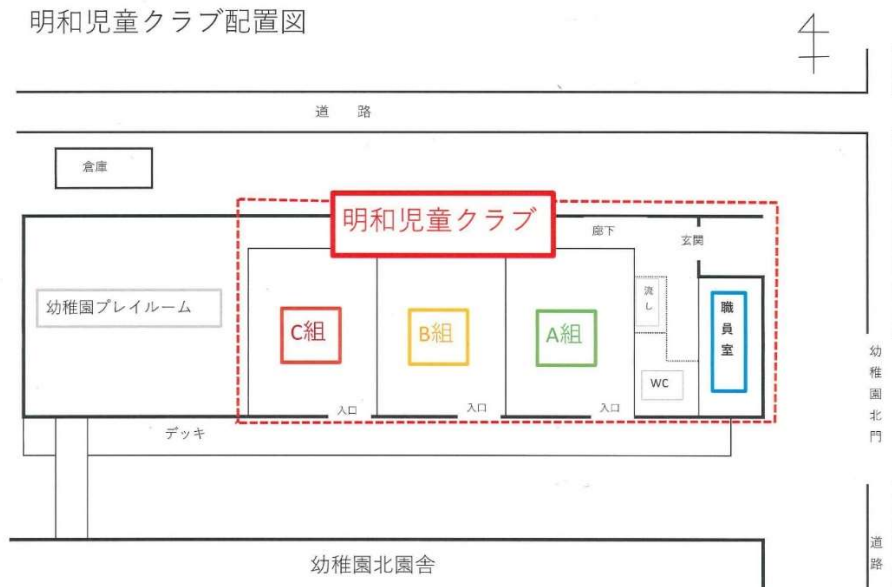 明和児童クラブ配置図
道 路
倉庫
明和児童クラブ
廊下
玄関
幼稚園プレイルーム
C組
B組
A組
流し
職員室
WC
入口
入口
入口
デッキ
幼稚園北門
道路
幼稚園北園舎